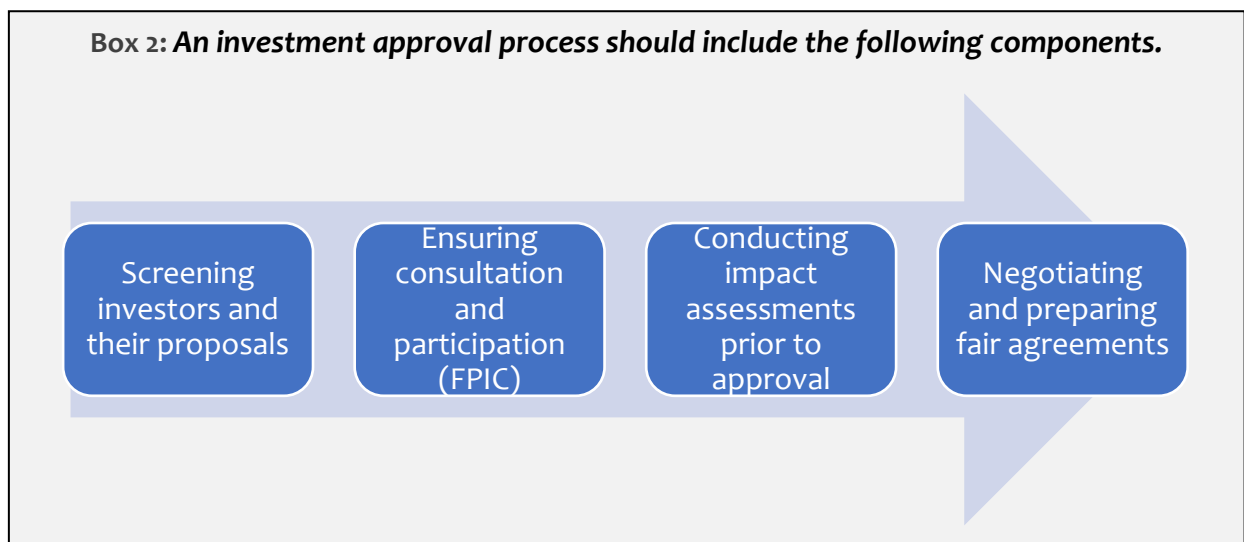 Box 2: An investment approval process should include the following components.
Screening
investors and
their proposals
Ensuring
consultation
and
participation
(FPIC)
Conducting
impact
assessments
prior to
approval
Negotiating
and preparing
fair agreements